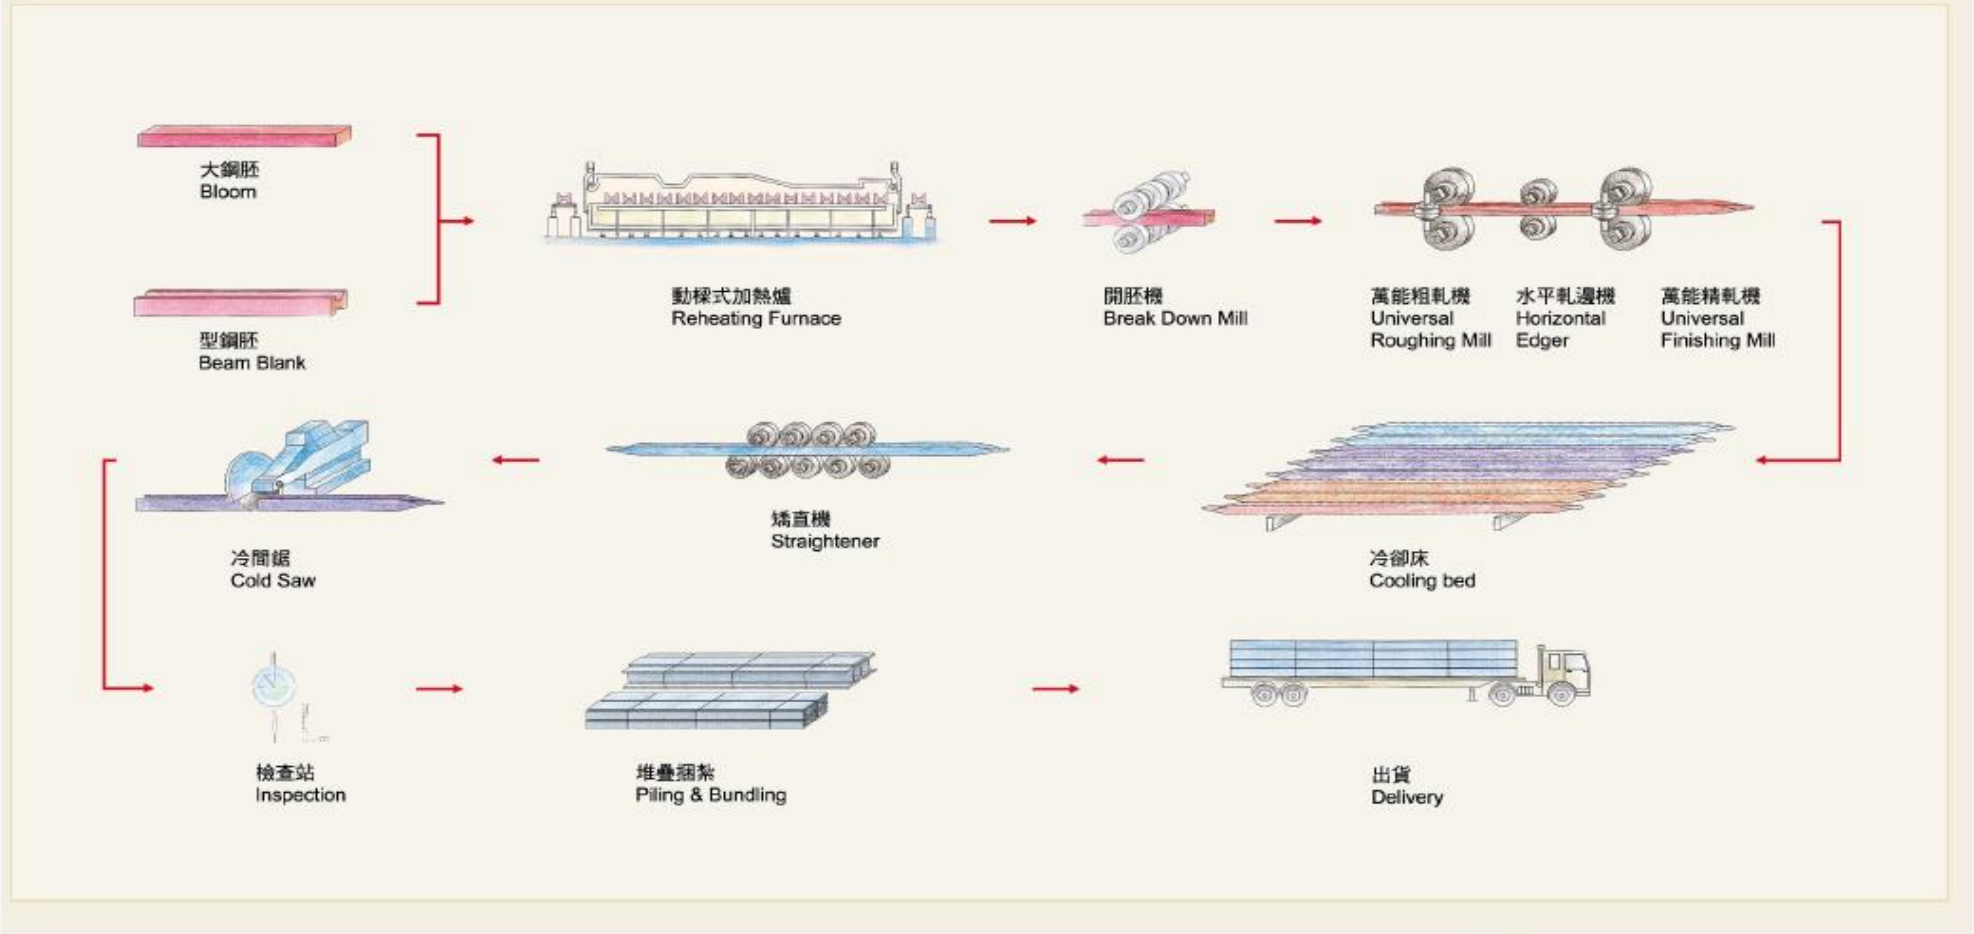 大鋼胚
Bloom
型鋼胚
Beam Blank
動樑式加熱爐
Reheating Furnace
開胚機
Break Down Mill
萬能粗軋機
Universal
Roughing Mill
水平軋邊機
Horizontal
Edger
萬能精軋機
Universal
Finishing Mill
冷卻床
Cooling bed
矯直機
Straightener
冷間鋸
Cold Saw
檢查站
Inspection
堆疊捆紮
Piling & Bundling
出貨
Delivery